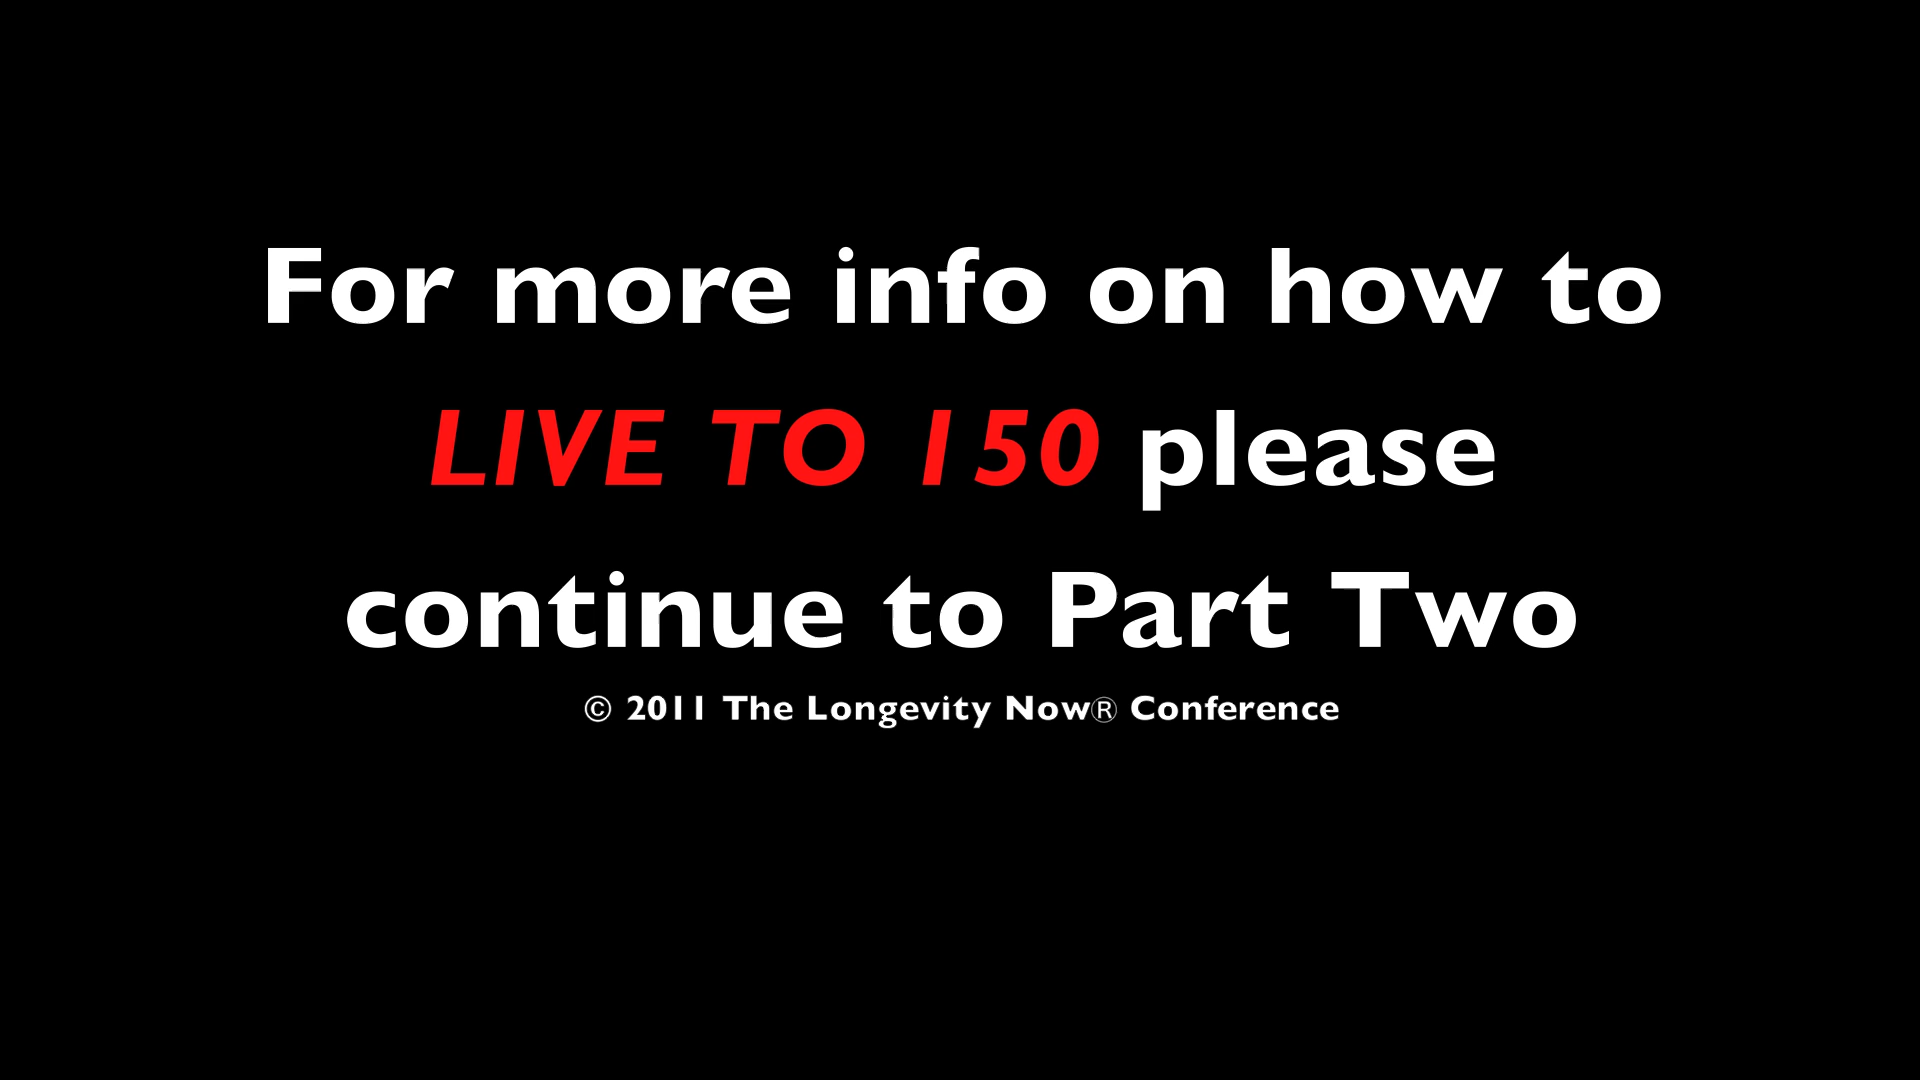 For more info on how to
LIVE TO 150 please
continue to Part Two
© 2011 The Longevity Now® Conference